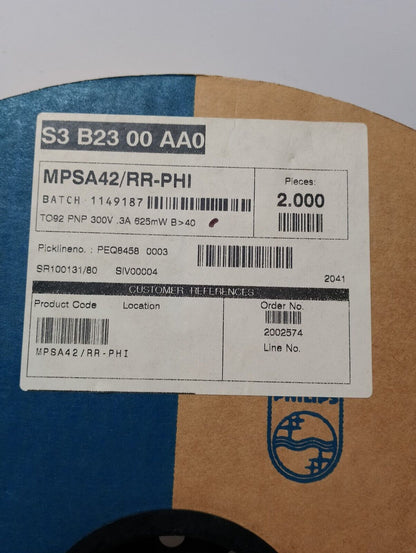 S3 B23 00 AA0
MPSA42/RR-PHI
Pieces:
BATCH 1149187
2.000
TO92 PNP 300V .3A 625mW B>40
Picklineno. : PEQ8458 0003
SR100131/80 SIV00004
2041
CUSTOMER REFERENCES
Product Code Location
Order No.
2002574
Line No.
MPSA42/RR-PHI
PHILIPS